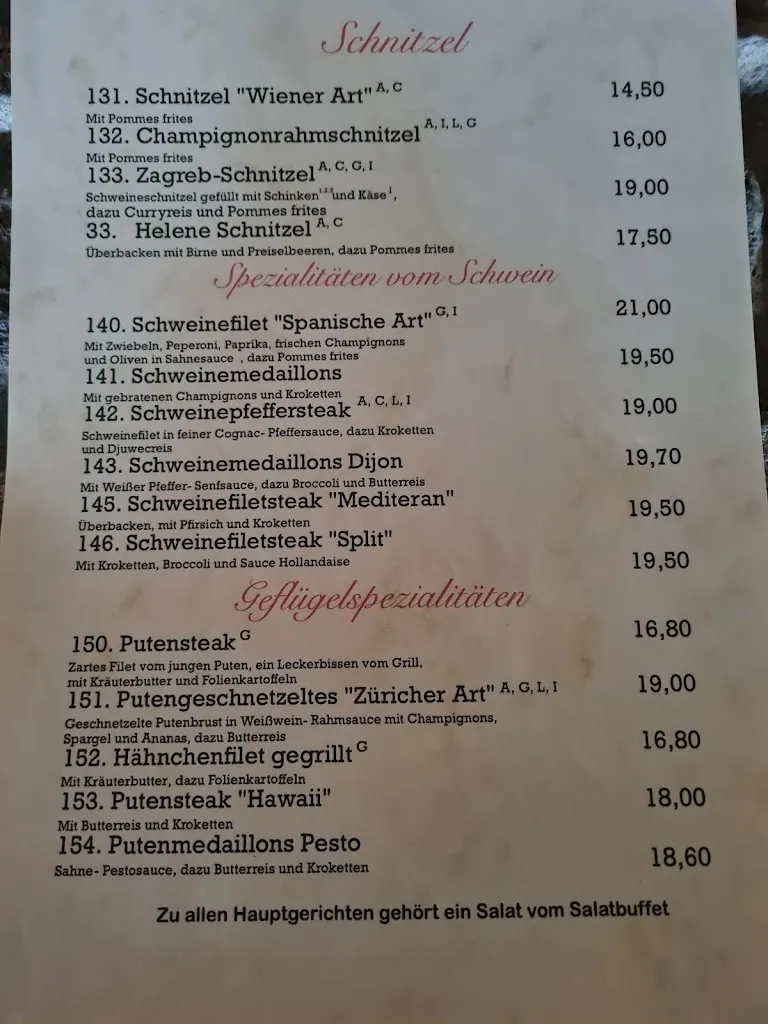 Schnitzel
131. Schnitzel "Wiener Art" A, C 14,50
Mit Pommes frites
132. Champignonrahmschnitzel A, I, L, G 16,00
Mit Pommes frites
133. Zagreb-Schnitzel A, C, G, I 19,00
Schweineschnitzel gefüllt mit Schinken und Käse 1,
dazu Curryreis und Pommes frites
33. Helene Schnitzel A, C 17,50
Überbacken mit Birne und Preiselbeeren, dazu Pommes frites
Spezialitäten vom Schwein
140. Schweinefilet "Spanische Art" G, I 21,00
Mit Zwiebeln, Peperoni, Paprika, frischen Champignons
und Oliven in Sahnesauce , dazu Pommes frites
141. Schweinemedaillons 19,50
Mit gebratenen Champignons und Kroketten
142. Schweinepfeffersteak A, C, L, I 19,00
Schweinefilet in feiner Cognac- Pfeffersauce, dazu Kroketten
und Djuwecreis
143. Schweinemedaillons Dijon 19,70
Mit Weißer Pfeffer- Senfsauce, dazu Broccoli und Butterreis
145. Schweinefiletsteak "Mediteran" 19,50
Überbacken, mit Pfirsich und Kroketten
146. Schweinefiletsteak "Split" 19,50
Mit Kroketten, Broccoli und Sauce Hollandaise
Geflügelspezialitäten
150. Putensteak G 16,80
Zartes Filet vom jungen Puten, ein Leckerbissen vom Grill,
mit Kräuterbutter und Folienkartoffeln
151. Putengeschnetzeltes "Züricher Art" A, G, L, I 19,00
Geschnetzelte Putenbrust in Weißwein- Rahmsauce mit Champignons,
Spargel und Ananas, dazu Butterreis
152. Hähnchenfilet gegrillt G 16,80
Mit Kräuterbutter, dazu Folienkartoffeln
153. Putensteak "Hawaii" 18,00
Mit Butterreis und Kroketten
154. Putenmedaillons Pesto 18,60
Sahne- Pestosauce, dazu Butterreis und Kroketten
Zu allen Hauptgerichten gehört ein Salat vom Salatbuffet